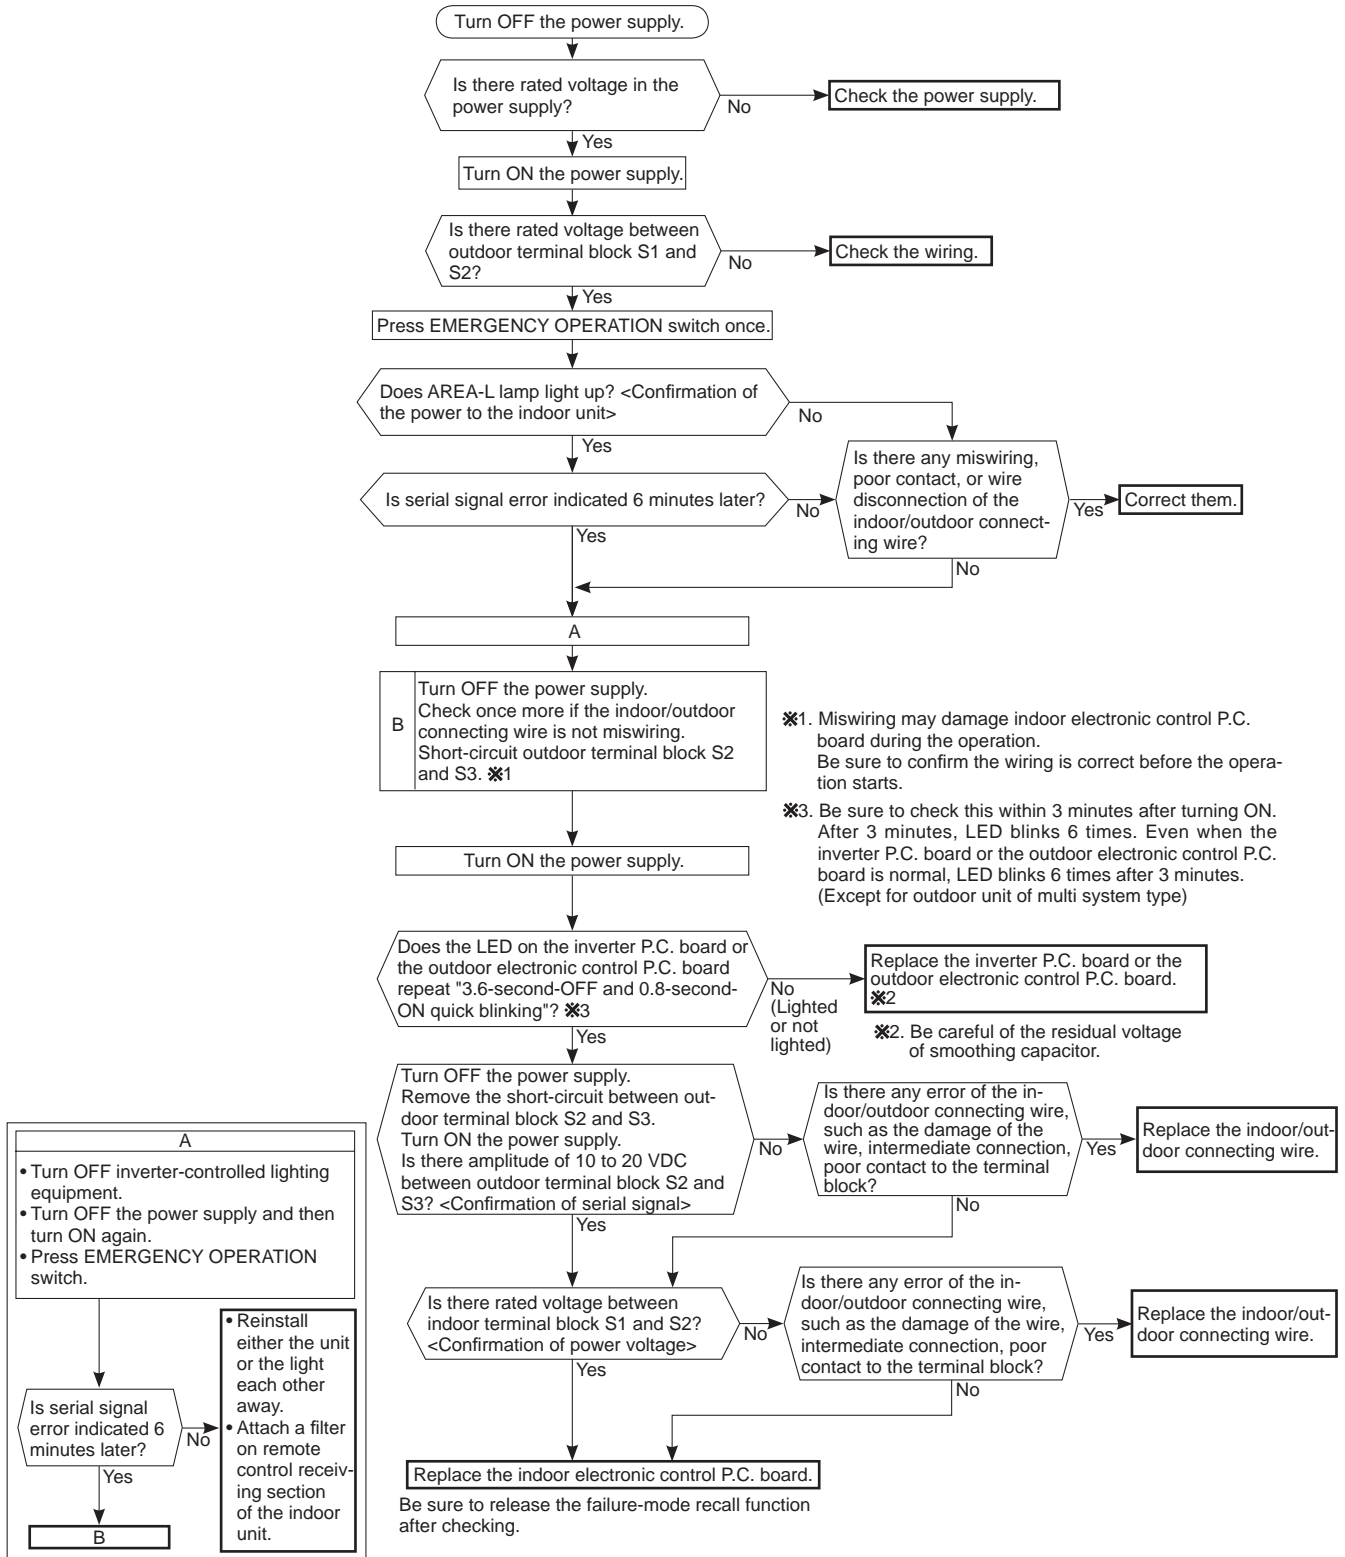 Turn OFF the power supply.
Is there rated voltage in the
power supply?
No
Check the power supply.
Yes
Turn ON the power supply.
Is there rated voltage between
outdoor terminal block S1 and
S2?
No
Check the wiring.
Yes
Press EMERGENCY OPERATION switch once.
Does AREA-L lamp light up? <Confirmation of
the power to the indoor unit>
No
Yes
Is serial signal error indicated 6 minutes later?
No
Is there any miswiring,
poor contact, or wire
disconnection of the
indoor/outdoor connect-
ing wire?
Yes
Correct them.
Yes
No
A
B
Turn OFF the power supply.
Check once more if the indoor/outdoor
connecting wire is not miswiring.
Short-circuit outdoor terminal block S2
and S3. ※1
※1. Miswiring may damage indoor electronic control P.C.
board during the operation.
Be sure to confirm the wiring is correct before the opera-
tion starts.
※3. Be sure to check this within 3 minutes after turning ON.
After 3 minutes, LED blinks 6 times. Even when the
inverter P.C. board or the outdoor electronic control P.C.
board is normal, LED blinks 6 times after 3 minutes.
(Except for outdoor unit of multi system type)
Turn ON the power supply.
Does the LED on the inverter P.C. board or
the outdoor electronic control P.C. board
repeat "3.6-second-OFF and 0.8-second-
ON quick blinking"? ※3
No
(Lighted
or not
lighted)
Replace the inverter P.C. board or the
outdoor electronic control P.C. board.
※2
※2. Be careful of the residual voltage
of smoothing capacitor.
Yes
Turn OFF the power supply.
Remove the short-circuit between out-
door terminal block S2 and S3.
Turn ON the power supply.
Is there amplitude of 10 to 20 VDC
between outdoor terminal block S2 and
S3? <Confirmation of serial signal>
No
Is there any error of the in-
door/outdoor connecting wire,
such as the damage of the
wire, intermediate connection,
poor contact to the terminal
block?
Yes
Replace the indoor/out-
door connecting wire.
Yes
No
Is there rated voltage between
indoor terminal block S1 and S2?
<Confirmation of power voltage>
No
Is there any error of the in-
door/outdoor connecting wire,
such as the damage of the wire,
intermediate connection, poor
contact to the terminal block?
Yes
Replace the indoor/out-
door connecting wire.
Yes
No
Replace the indoor electronic control P.C. board.
Be sure to release the failure-mode recall function
after checking.
A
• Turn OFF inverter-controlled lighting
equipment.
• Turn OFF the power supply and then
turn ON again.
• Press EMERGENCY OPERATION
switch.
Is serial signal
error indicated 6
minutes later?
No
• Reinstall
either the unit
or the light
each other
away.
• Attach a filter
on remote
control receiv-
ing section
of the indoor
unit.
Yes
B